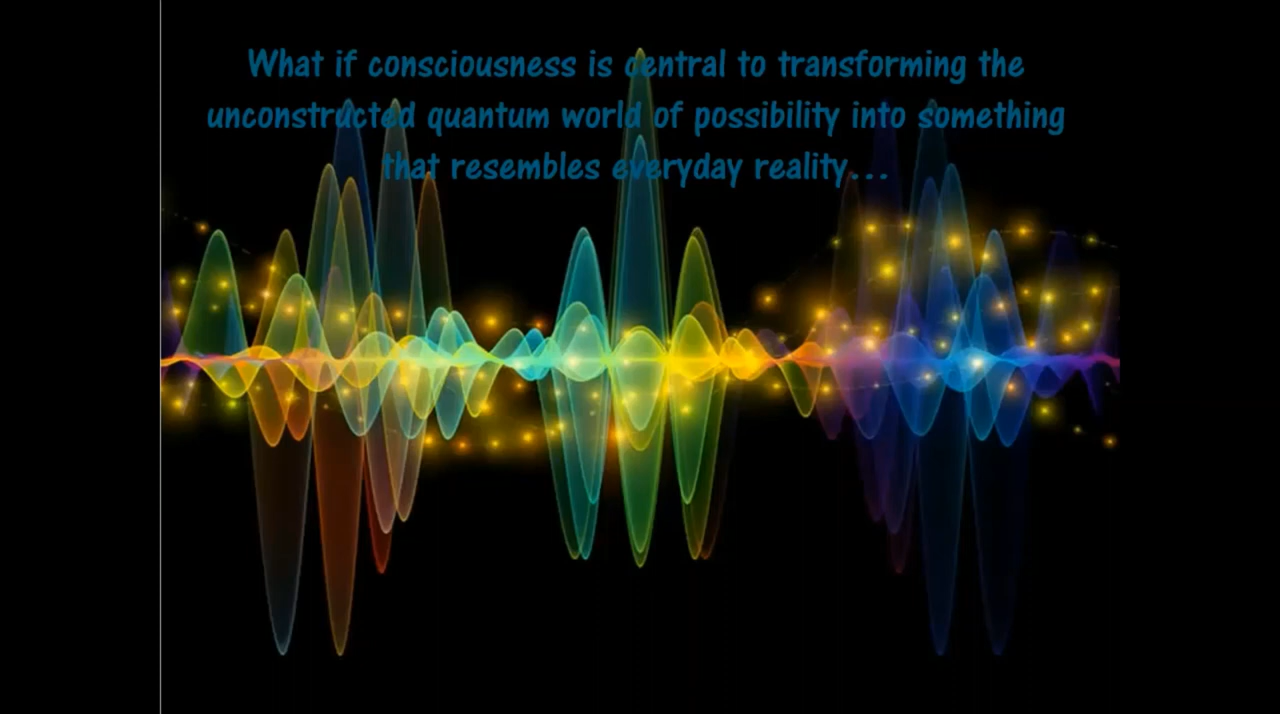 What if consciousness is central to transforming the
unconstructed quantum world of possibility into something
that resembles everyday reality...